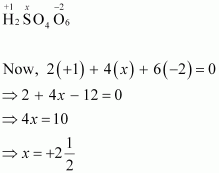 +1 x −2
H₂ S O₄ O₆
Now, 2(+1) + 4(x) + 6(−2) = 0
⇒ 2 + 4x − 12 = 0
⇒ 4x = 10
⇒ x = +2 1/2